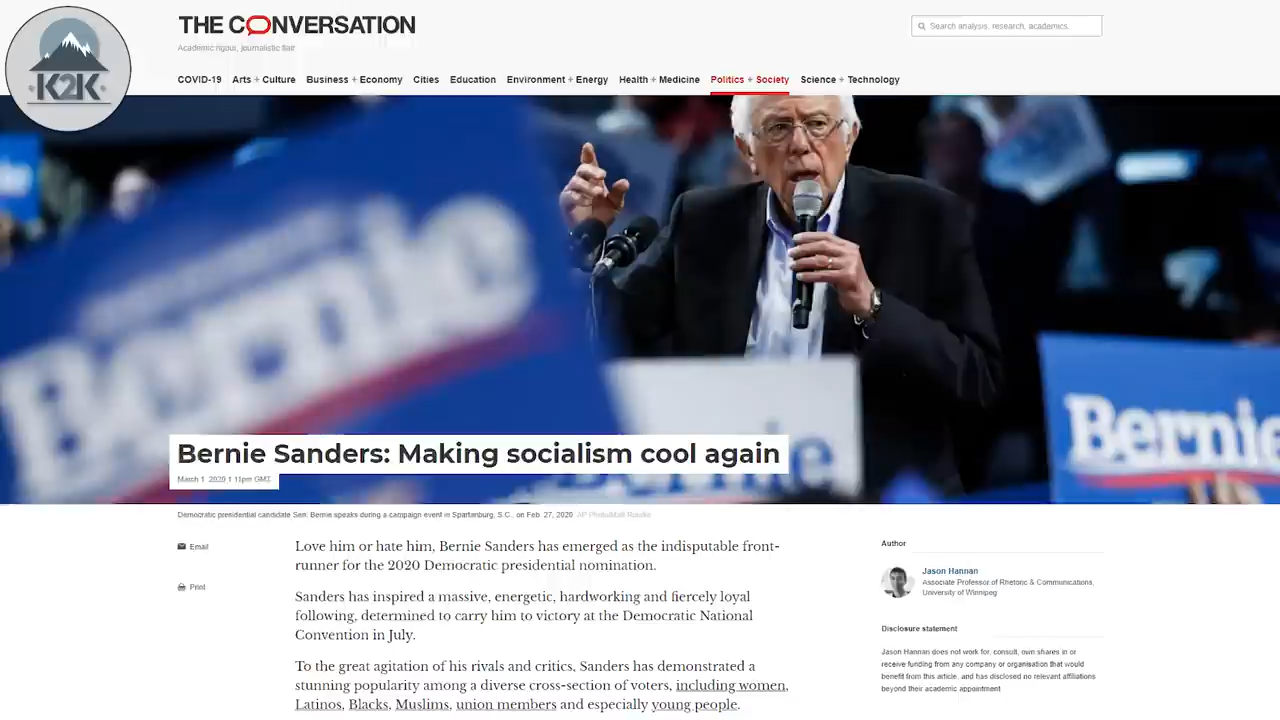 THE CONVERSATION
Academic rigour, journalistic flair
Search analysis, research, academics…
K2K
COVID-19 Arts + Culture Business + Economy Cities Education Environment + Energy Health + Medicine Politics + Society Science + Technology
Bernie
Bernie
Bernie Sanders: Making socialism cool again
March 1, 2020 1.11pm GMT
Democratic presidential candidate Sen. Bernie speaks during a campaign event in Spartanburg, S.C., on Feb. 27, 2020 AP Photo/Matt Rourke
Email
Print
Love him or hate him, Bernie Sanders has emerged as the indisputable front-
runner for the 2020 Democratic presidential nomination.
Sanders has inspired a massive, energetic, hardworking and fiercely loyal
following, determined to carry him to victory at the Democratic National
Convention in July.
To the great agitation of his rivals and critics, Sanders has demonstrated a
stunning popularity among a diverse cross-section of voters, including women,
Latinos, Blacks, Muslims, union members and especially young people.
Author
Jason Hannan
Associate Professor of Rhetoric & Communications,
University of Winnipeg
Disclosure statement
Jason Hannan does not work for, consult, own shares in or
receive funding from any company or organisation that would
benefit from this article, and has disclosed no relevant affiliations
beyond their academic appointment